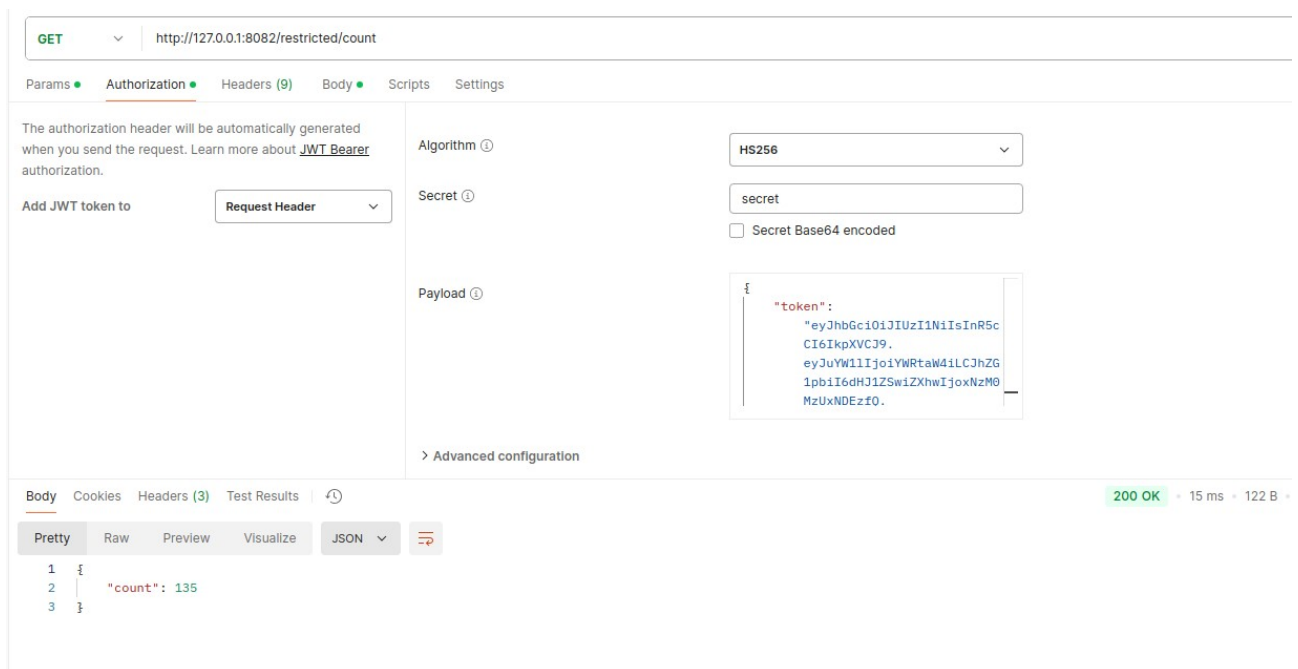 GET http://127.0.0.1:8082/restricted/count
Params Authorization Headers (9) Body Scripts Settings
The authorization header will be automatically generated
when you send the request. Learn more about JWT Bearer
authorization.
Add JWT token to Request Header
Algorithm HS256
Secret secret
Secret Base64 encoded
Payload
{
"token":
"eyJhbGciOiJIUzI1NiIsInR5c
CI6IkpXVCJ9.
eyJuYW1lIjoiYWRtaW4iLCJhZG
1pbiI6dHJ1ZSwiZXhwIjoxNzM0
MzUxNDEzfQ.
Advanced configuration
Body Cookies Headers (3) Test Results
200 OK 15 ms 122 B
Pretty Raw Preview Visualize JSON
1 {
2 "count": 135
3 }